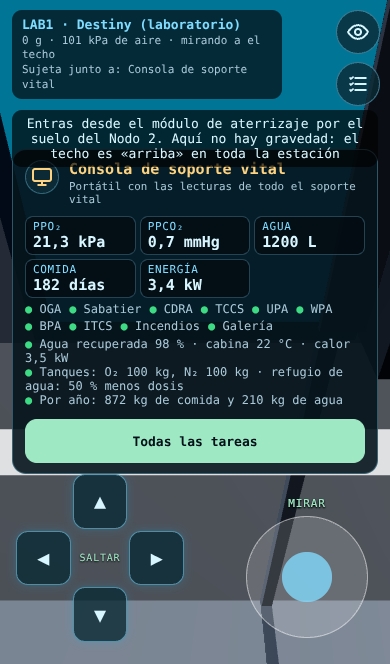 LAB1 · Destiny (laboratorio)
0 g · 101 kPa de aire · mirando a el
techo
Sujeta junto a: Consola de soporte
vital
Entras desde el módulo de aterrizaje por el
suelo del Nodo 2. Aquí no hay gravedad: el
techo es «arriba» en toda la estación
Consola de soporte vital
Portátil con las lecturas de todo el soporte
vital
PPO₂
21,3 kPa
PPCO₂
0,7 mmHg
AGUA
1200 L
COMIDA
182 días
ENERGÍA
3,4 kW
● OGA ● Sabatier ● CDRA ● TCCS ● UPA ● WPA
● BPA ● ITCS ● Incendios ● Galería
● Agua recuperada 98 % · cabina 22 °C · calor
3,5 kW
● Tanques: O₂ 100 kg, N₂ 100 kg · refugio de
agua: 50 % menos dosis
● Por año: 872 kg de comida y 210 kg de agua
Todas las tareas
MIRAR
SALTAR